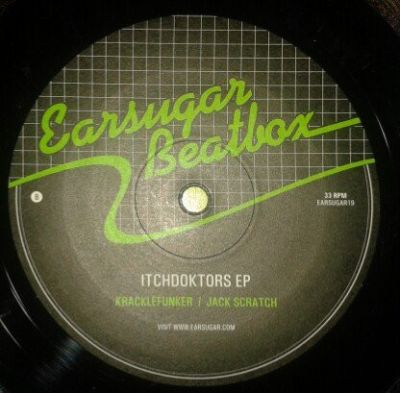 Earsugar
Beatbox
B
33 RPM
EARSUGAR19
ITCHDOKTORS EP
KRACKLEFUNKER / JACK SCRATCH
VISIT WWW.EARSUGAR.COM